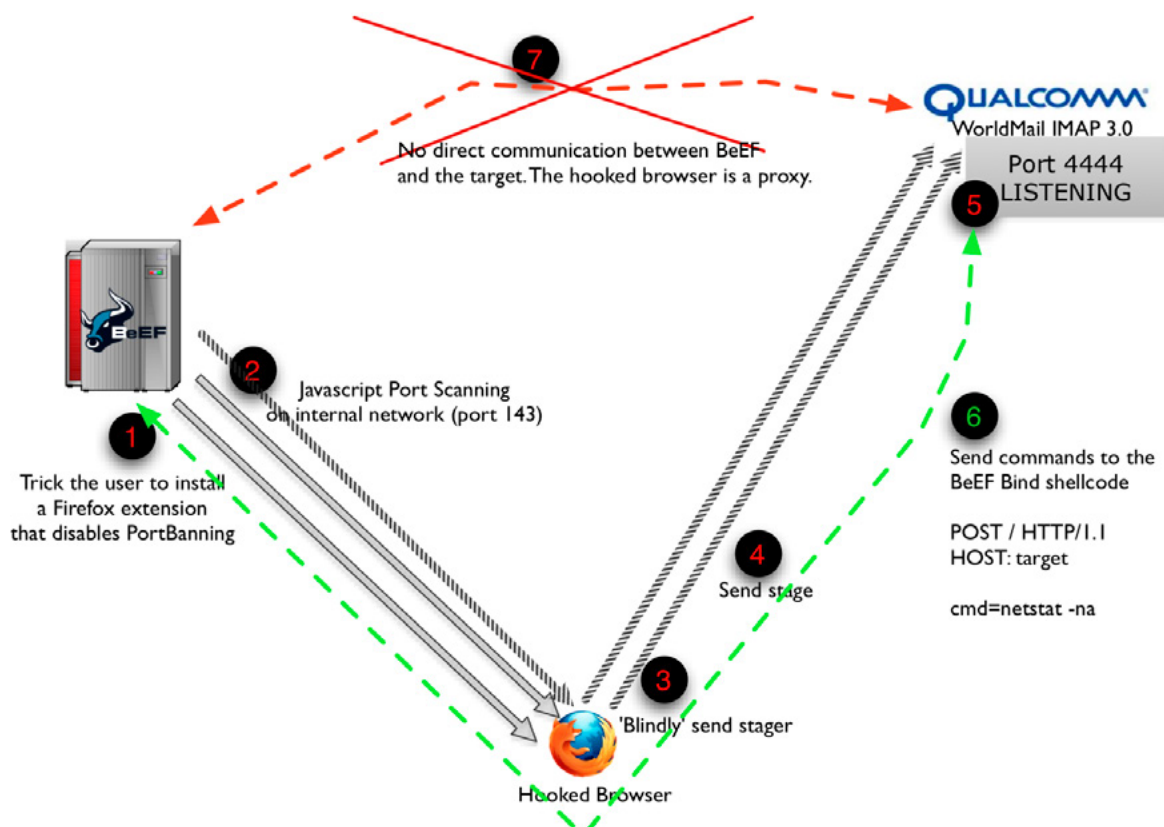 7
QUALCOMM®
WorldMail IMAP 3.0
No direct communication between BeEF
and the target. The hooked browser is a proxy.
Port 4444
LISTENING
5
BeEF
2
Javascript Port Scanning
on internal network (port 143)
1
Trick the user to install
a Firefox extension
that disables PortBanning
6
Send commands to the
BeEF Bind shellcode
POST / HTTP/1.1
HOST: target
cmd=netstat -na
4
Send stage
3
'Blindly' send stager
Hooked Browser